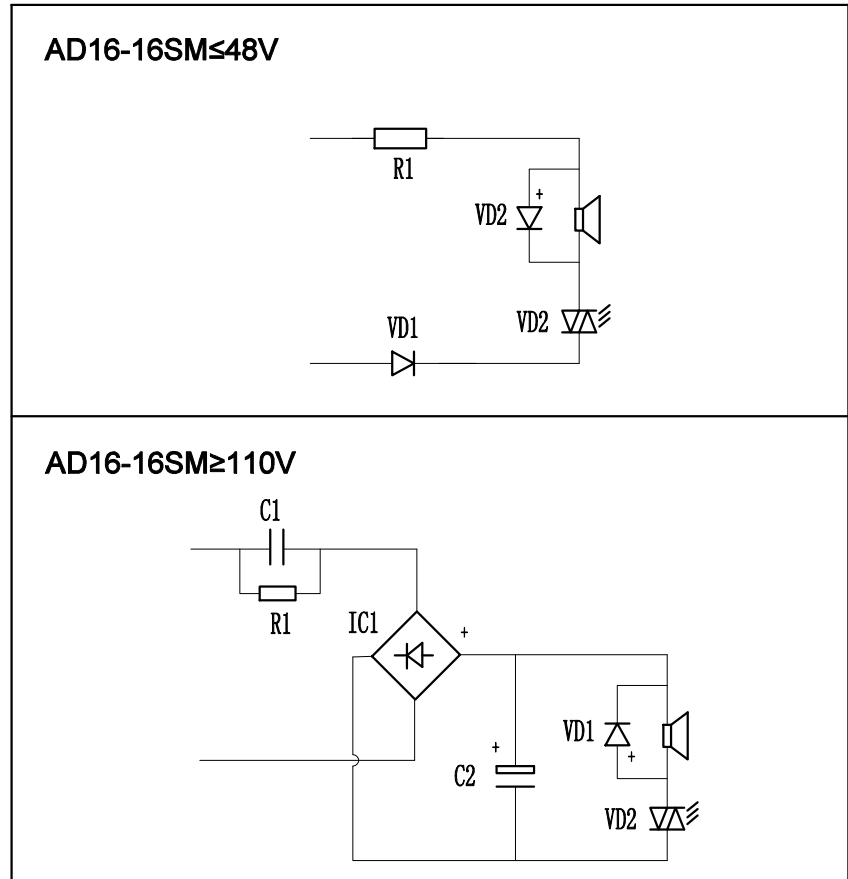 AD16-16SM≤48V
R1
+
VD2
VD2
VD1
AD16-16SM≥110V
C1
R1
IC1
+
VD1
+
+
C2
VD2